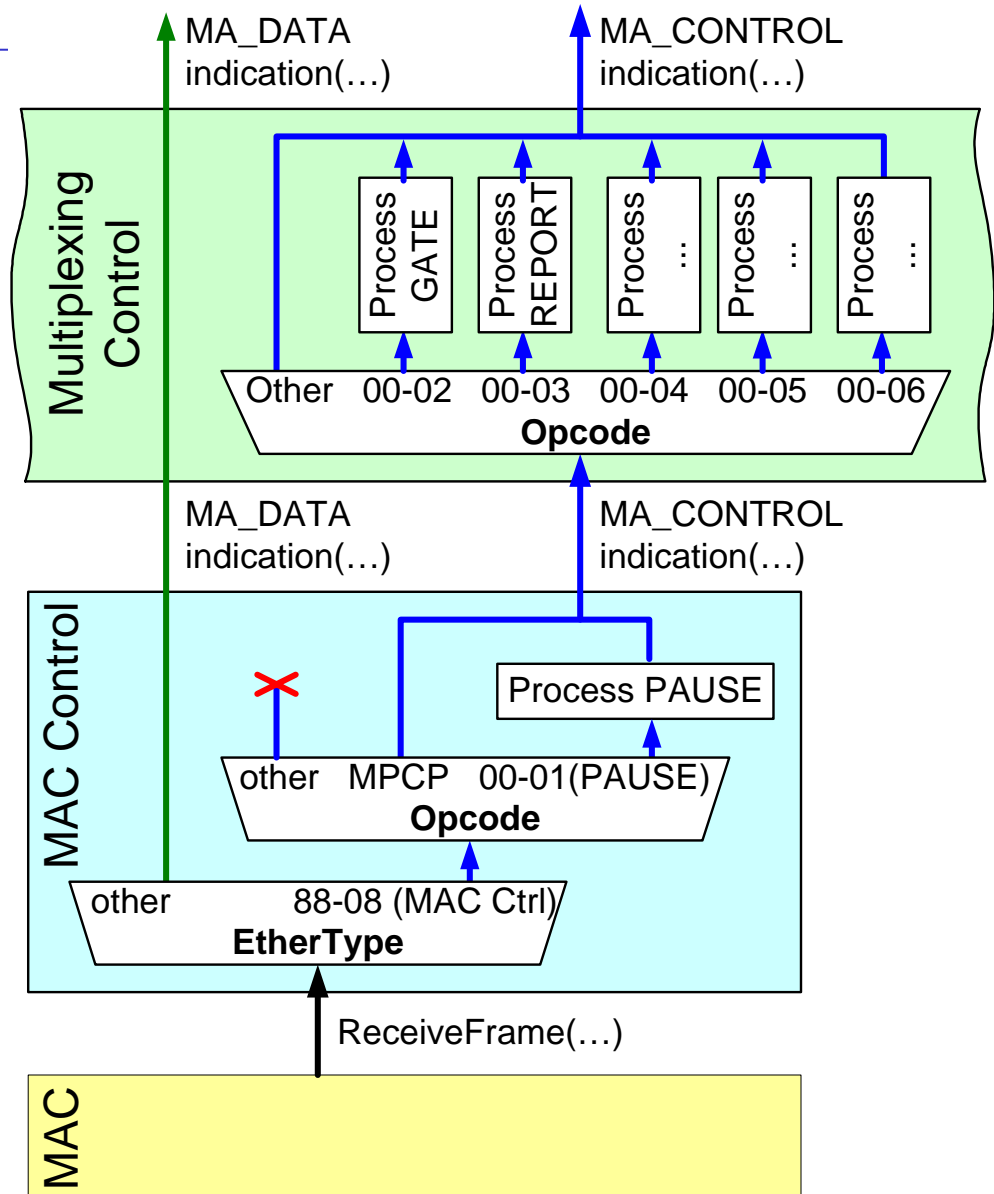 MA_DATA
indication(…)
MA_CONTROL
indication(…)
Multiplexing
Control
Process
GATE
Process
REPORT
Process
...
Process
...
Process
...
Other 00-02 00-03 00-04 00-05 00-06
Opcode
MA_DATA
indication(…)
MA_CONTROL
indication(…)
MAC Control
Process PAUSE
other MPCP 00-01(PAUSE)
Opcode
other 88-08 (MAC Ctrl)
EtherType
ReceiveFrame(…)
MAC